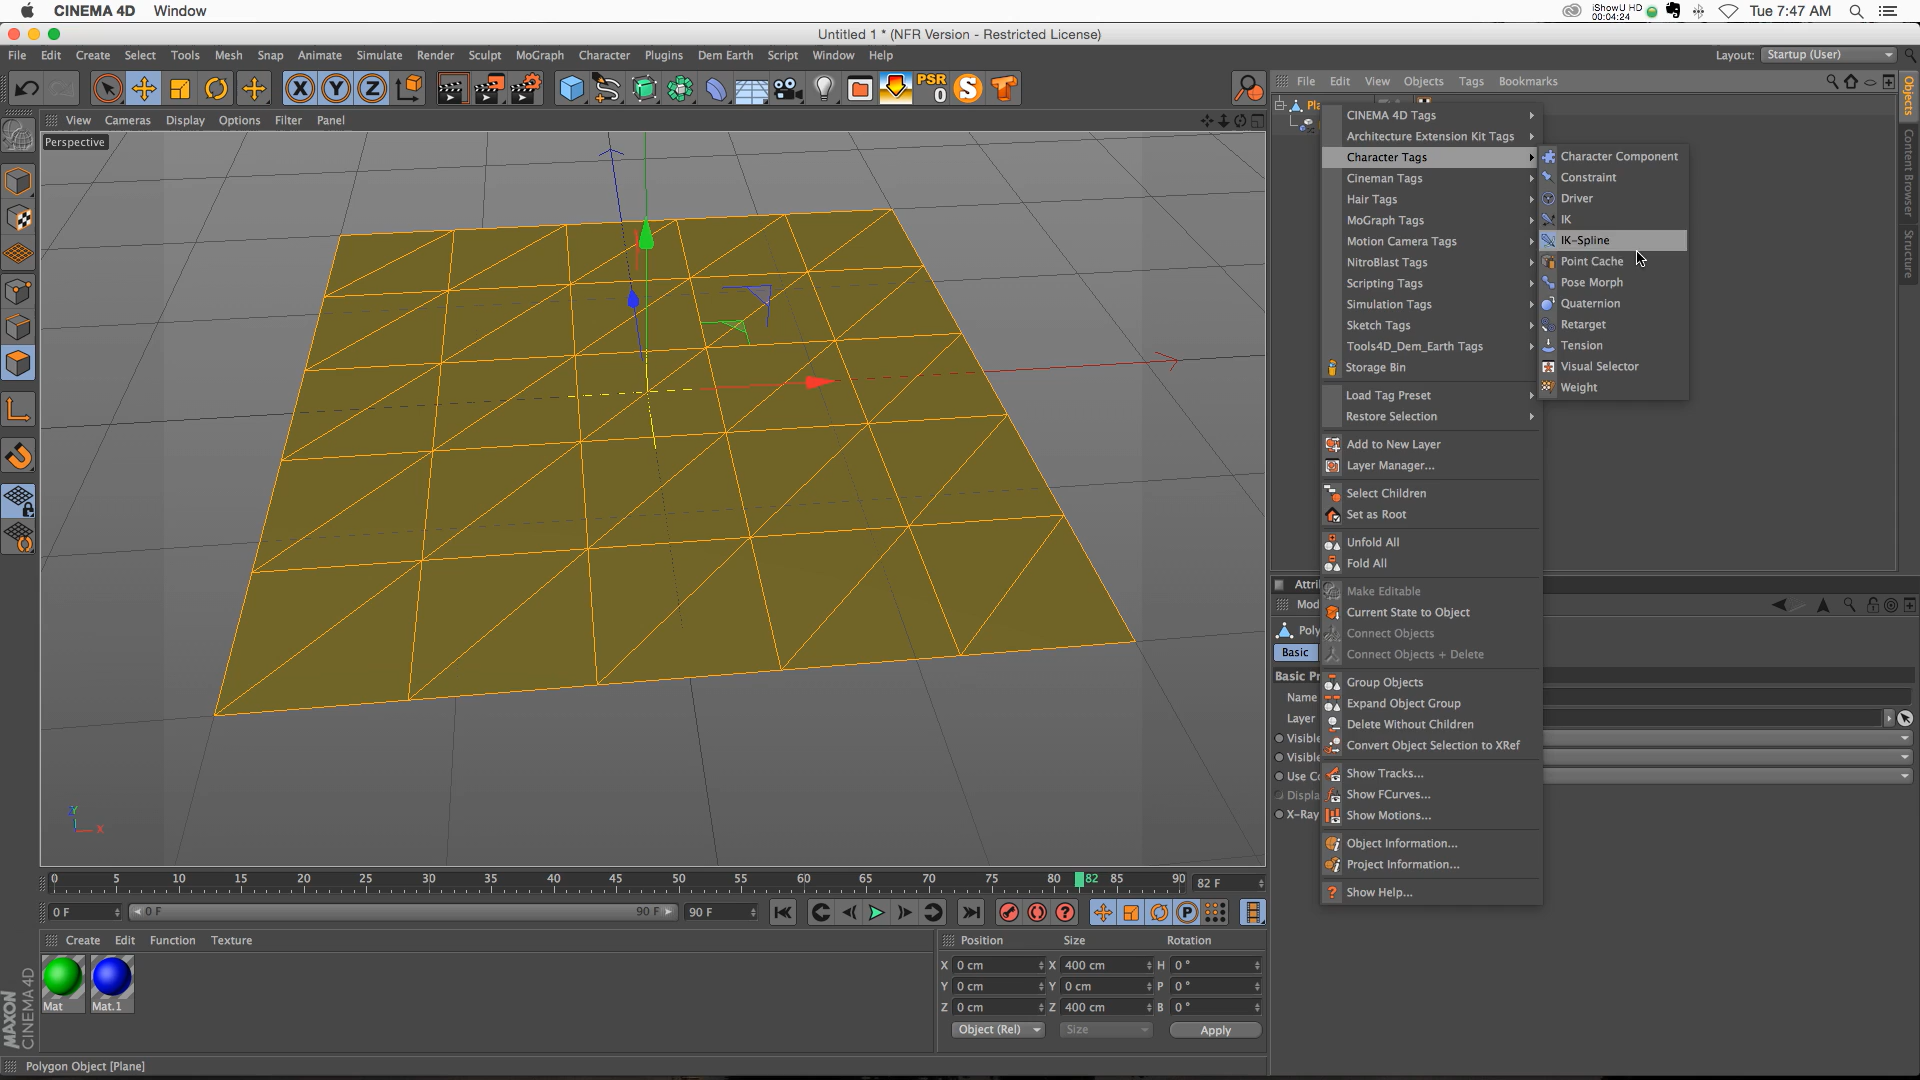 CINEMA 4D Window
iShowU HD
00:04:24
Tue 7:47 AM
Untitled 1 * (NFR Version - Restricted License)
File Edit Create Select Tools Mesh Snap Animate Simulate Render Sculpt MoGraph Character Plugins Dem Earth Script Window Help
Layout: Startup (User)
X Y Z
PSR
0
File Edit View Objects Tags Bookmarks
Objects
Content Browser
Structure
View Cameras Display Options Filter Panel
Perspective
CINEMA 4D Tags
Architecture Extension Kit Tags
Character Tags
Cineman Tags
Hair Tags
MoGraph Tags
Motion Camera Tags
NitroBlast Tags
Scripting Tags
Simulation Tags
Sketch Tags
Tools4D_Dem_Earth Tags
Storage Bin
Load Tag Preset
Restore Selection
Add to New Layer
Layer Manager...
Select Children
Set as Root
Unfold All
Fold All
Make Editable
Current State to Object
Connect Objects
Connect Objects + Delete
Group Objects
Expand Object Group
Delete Without Children
Convert Object Selection to XRef
Show Tracks...
Show FCurves...
Show Motions...
Object Information...
Project Information...
Show Help...
Character Component
Constraint
Driver
IK
IK-Spline
Point Cache
Pose Morph
Quaternion
Retarget
Tension
Visual Selector
Weight
Basic
Name
Layer
Y
X
0 5 10 15 20 25 30 35 40 45 50 55 60 65 70 75 80 82 85 90
82 F
0 F
0 F 90 F
90 F
Create Edit Function Texture
Mat
Mat.1
Position Size Rotation
X 0 cm X 400 cm H 0 °
Y 0 cm Y 0 cm P 0 °
Z 0 cm Z 400 cm B 0 °
Object (Rel) Size Apply
MAXON
CINEMA 4D
Polygon Object [Plane]